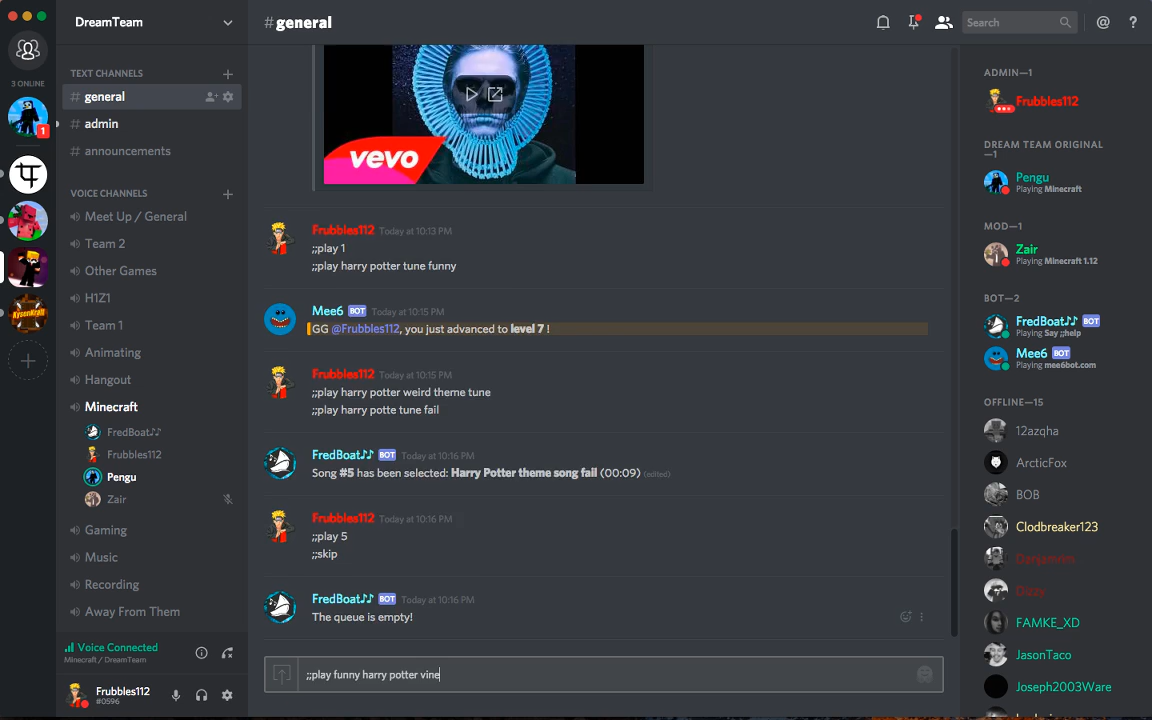 DreamTeam
3 ONLINE
1
KysenKraft
TEXT CHANNELS
# general
# admin
# announcements
VOICE CHANNELS
Meet Up / General
Team 2
Other Games
H1Z1
Team 1
Animating
Hangout
Minecraft
FredBoat♪♪
Frubbles112
Pengu
Zair
Gaming
Music
Recording
Away From Them
Voice Connected
Minecraft / DreamTeam
Frubbles112
#0596
# general
Search
@
?
vevo
Frubbles112 Today at 10:13 PM
;;play 1
;;play harry potter tune funny
Mee6 BOT Today at 10:15 PM
GG @Frubbles112, you just advanced to level 7 !
Frubbles112 Today at 10:15 PM
;;play harry potter weird theme tune
;;play harry potte tune fail
FredBoat♪♪ BOT Today at 10:16 PM
Song #5 has been selected: Harry Potter theme song fail (00:09) (edited)
Frubbles112 Today at 10:16 PM
;;play 5
;;skip
FredBoat♪♪ BOT Today at 10:16 PM
The queue is empty!
;;play funny harry potter vine
ADMIN—1
Frubbles112
DREAM TEAM ORIGINAL
—1
Pengu
Playing Minecraft
MOD—1
Zair
Playing Minecraft 1.12
BOT—2
FredBoat♪♪ BOT
Playing Say ;;help
Mee6 BOT
Playing mee6bot.com
OFFLINE—15
12azqha
ArcticFox
BOB
Clodbreaker123
Dizzy
FAMKE_XD
JasonTaco
Joseph2003Ware